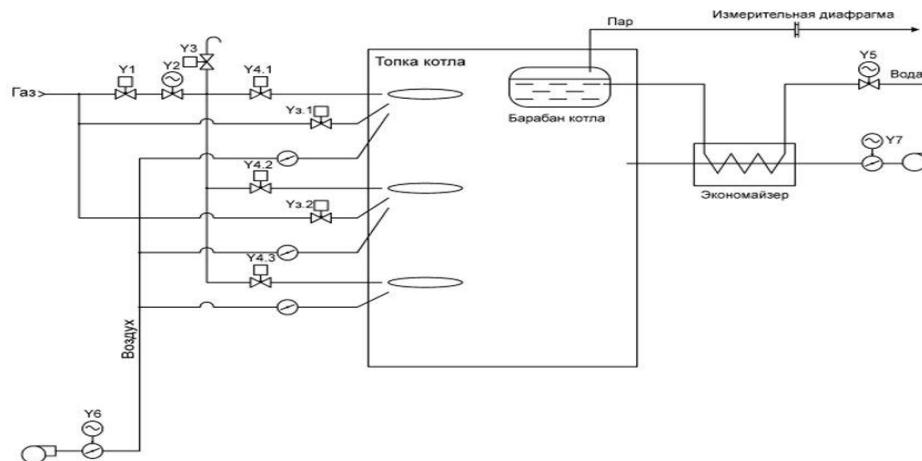 Измерительная диафрагма
Пар
Y3
Y1
Y2
Y4.1
Топка котла
Y5
Газ
Вода
Yз.1
Барабан котла
Y7
Y4.2
Yз.2
Экономайзер
Y4.3
Воздух
Y6